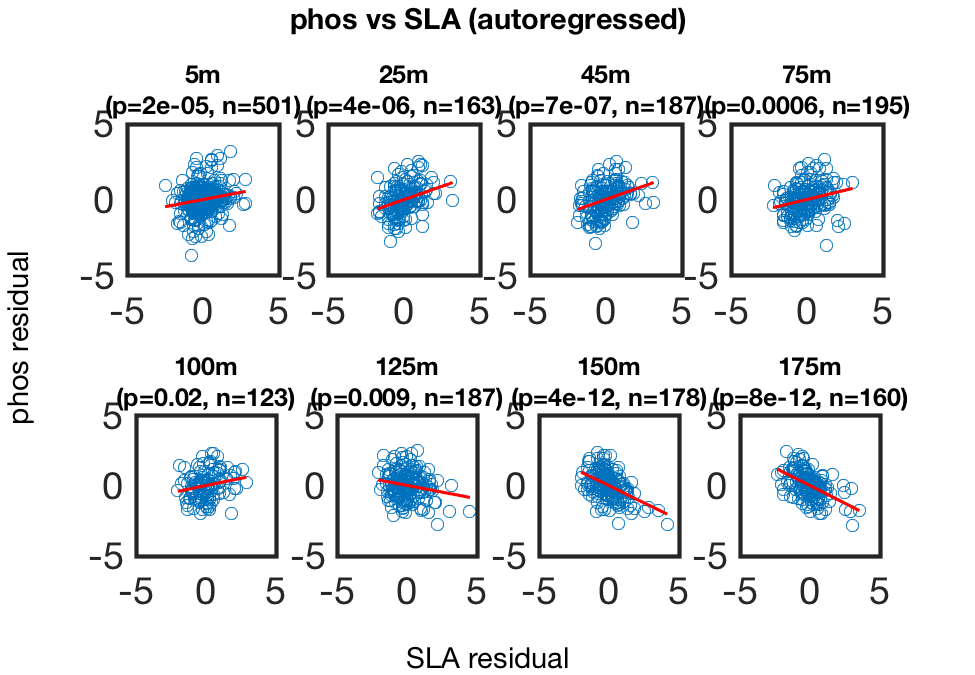 phos vs SLA (autoregressed)
5m
(p=2e-05, n=501)
25m
(p=4e-06, n=163)
45m
(p=7e-07, n=187)
75m
(p=0.0006, n=195)
5
0
-5
-5 0 5
5
0
-5
-5 0 5
5
0
-5
-5 0 5
5
0
-5
-5 0 5
phos residual
100m
(p=0.02, n=123)
125m
(p=0.009, n=187)
150m
(p=4e-12, n=178)
175m
(p=8e-12, n=160)
5
0
-5
-5 0 5
5
0
-5
-5 0 5
5
0
-5
-5 0 5
5
0
-5
-5 0 5
SLA residual